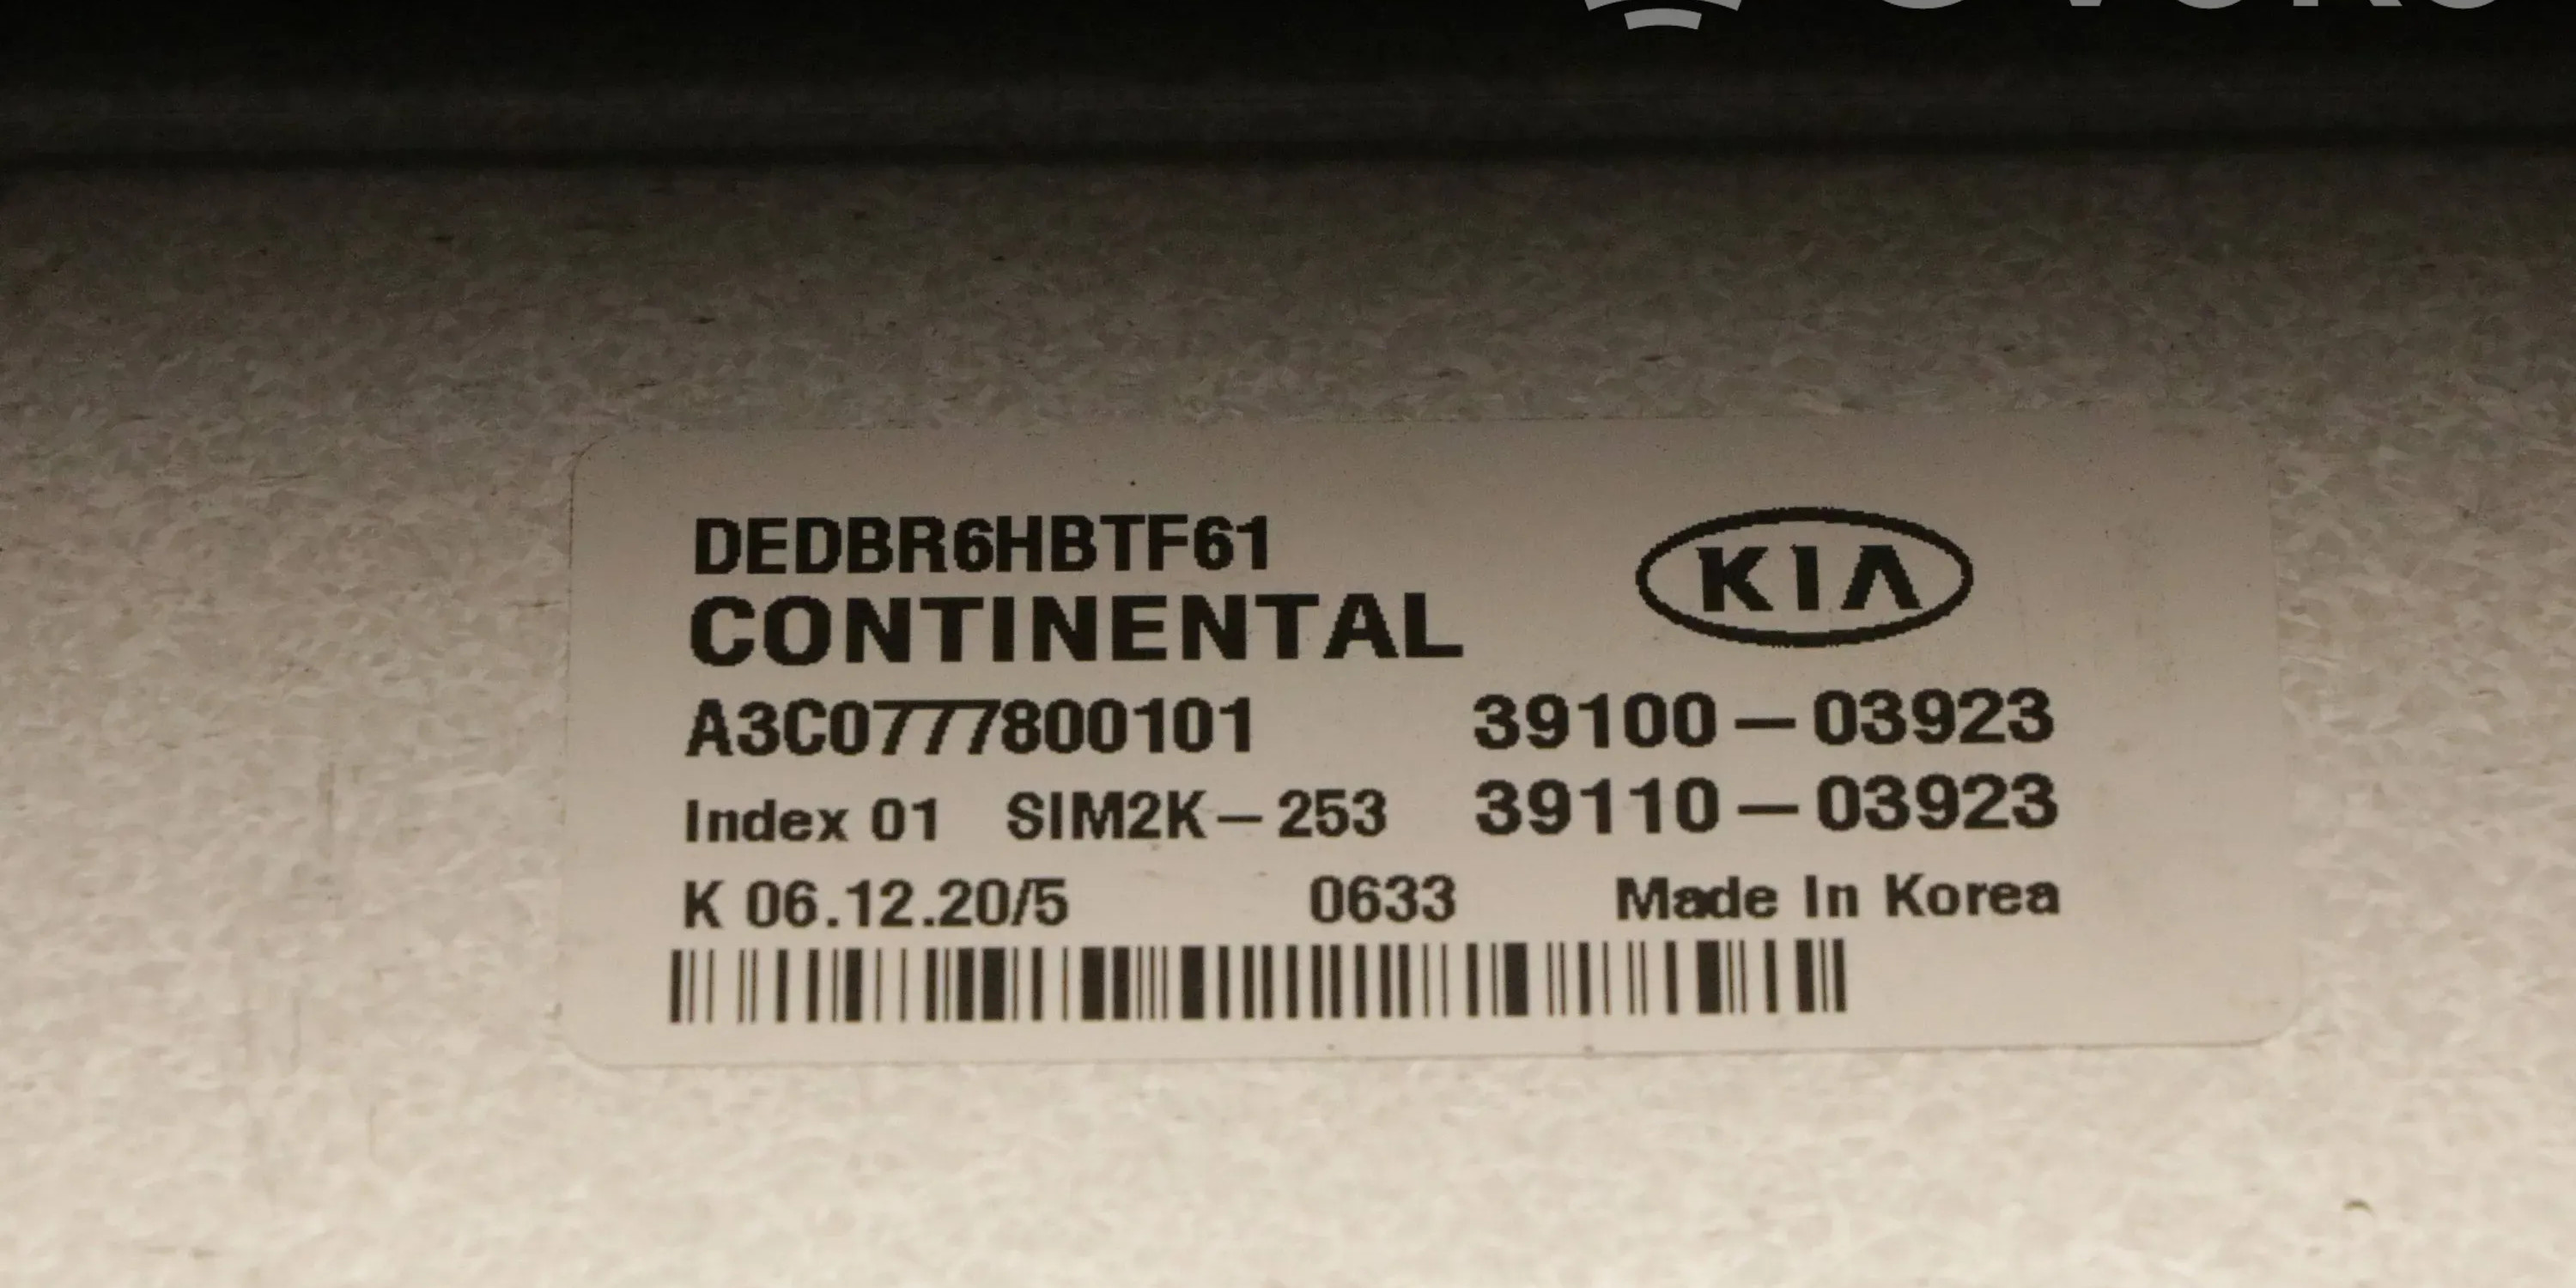 DEDBR6HBTF61
KIA
CONTINENTAL
A3C0777800101 39100-03923
Index 01 SIM2K-253 39110-03923
K 06.12.20/5 0633 Made In Korea